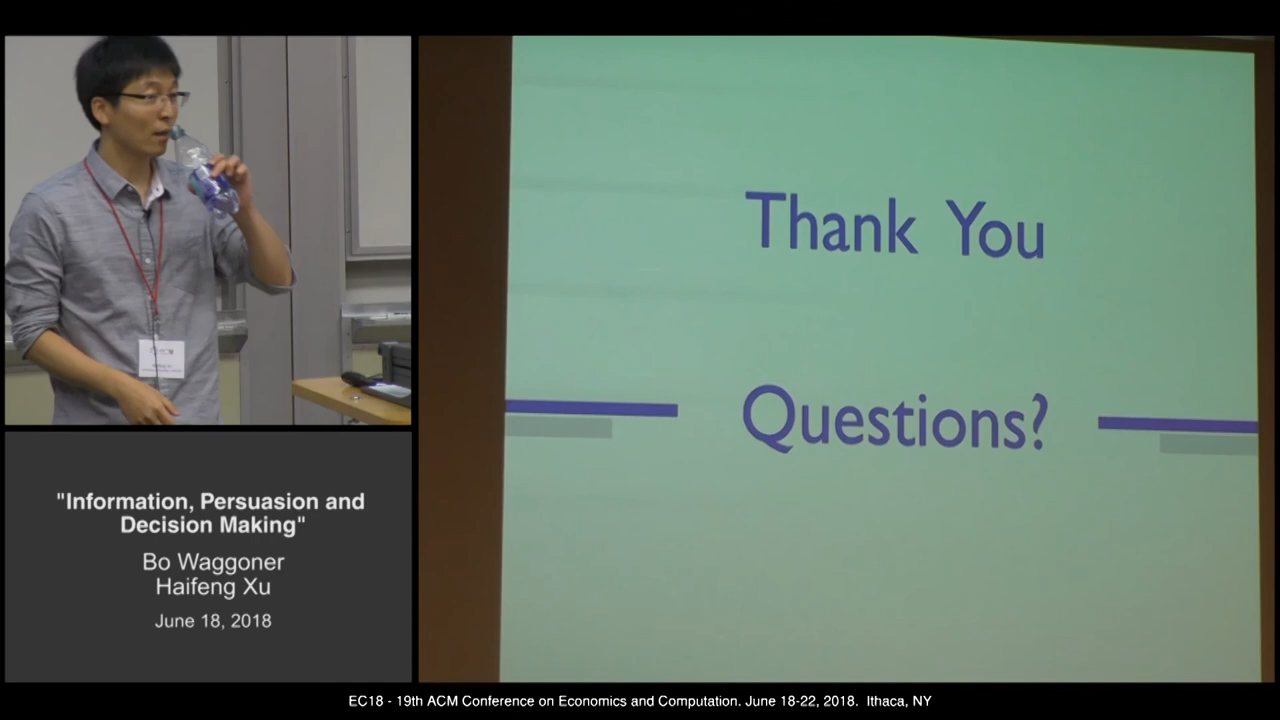 Thank You
Questions?
"Information, Persuasion and
Decision Making"
Bo Waggoner
Haifeng Xu
June 18, 2018
EC18 - 19th ACM Conference on Economics and Computation. June 18-22, 2018. Ithaca, NY